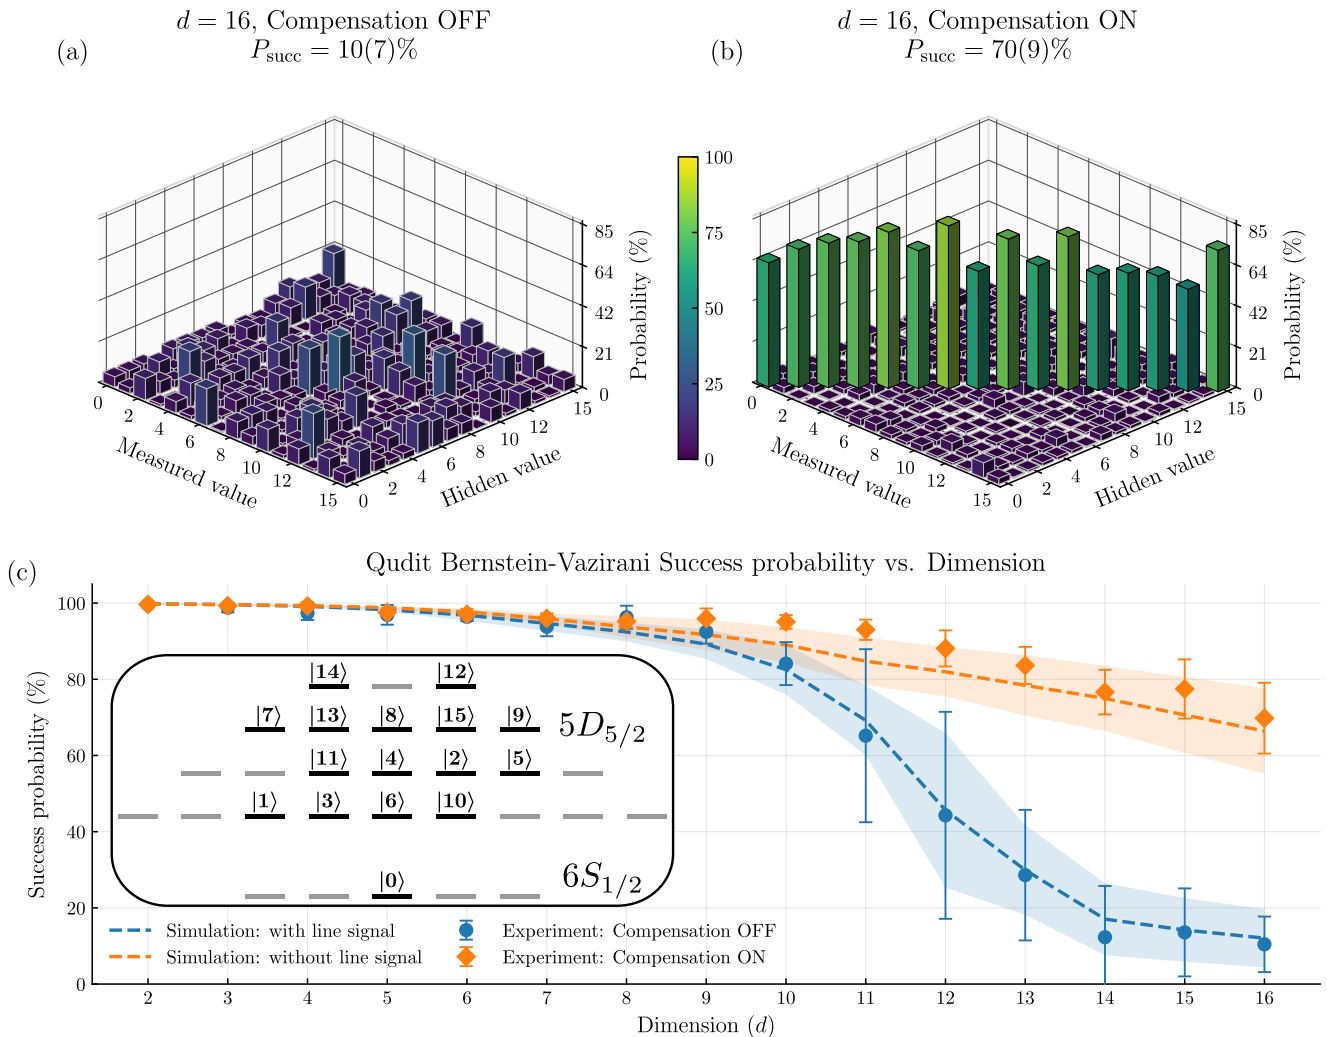 d = 16, Compensation OFF
(a) P_succ = 10(7)%
85
64
42
21
0
Probability (%)
0 2 4 6 8 10 12 15
Measured value
0 2 4 6 8 10 12 15
Hidden value
100
75
50
25
0
d = 16, Compensation ON
(b) P_succ = 70(9)%
85
64
42
21
0
Probability (%)
0 2 4 6 8 10 12 15
Measured value
0 2 4 6 8 10 12 15
Hidden value
(c) Qudit Bernstein-Vazirani Success probability vs. Dimension
Success probability (%)
100
80
60
40
20
0
|14⟩ |12⟩
|7⟩ |13⟩ |8⟩ |15⟩ |9⟩ 5D_{5/2}
|11⟩ |4⟩ |2⟩ |5⟩
|1⟩ |3⟩ |6⟩ |10⟩
|0⟩ 6S_{1/2}
Simulation: with line signal
Simulation: without line signal
Experiment: Compensation OFF
Experiment: Compensation ON
2 3 4 5 6 7 8 9 10 11 12 13 14 15 16
Dimension (d)